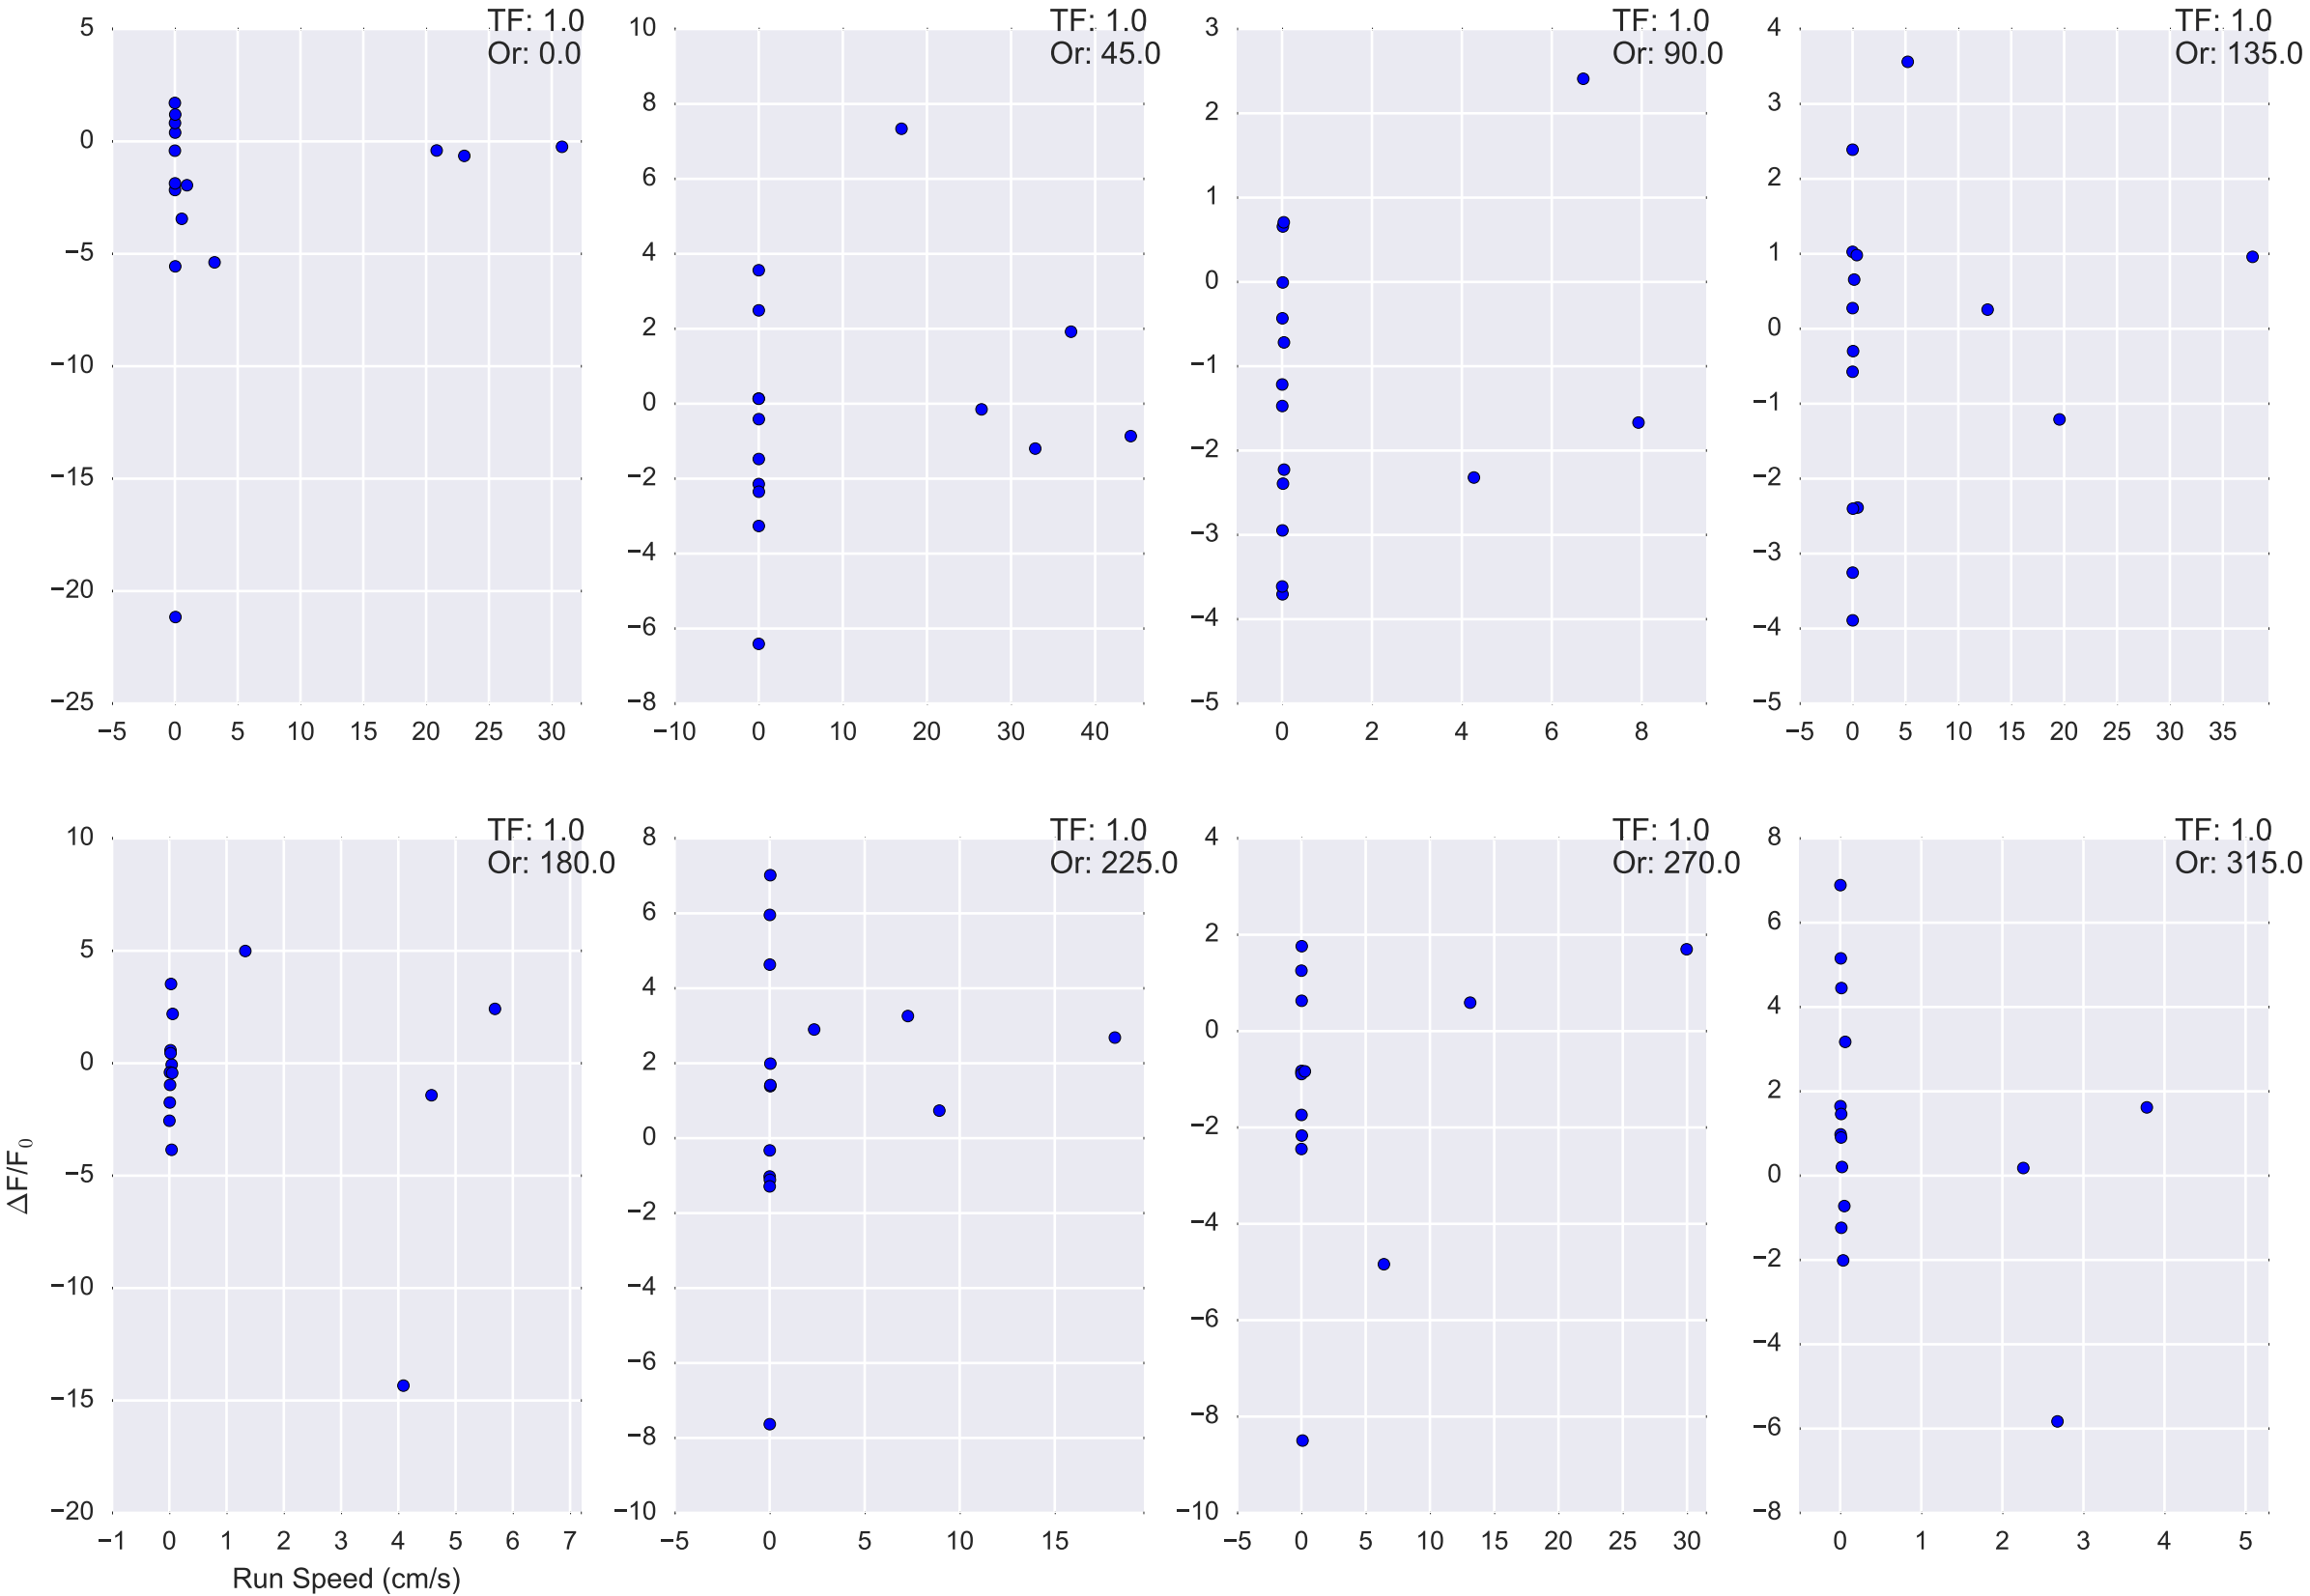 TF: 1.0
Or: 0.0
5
0
−5
−10
−15
−20
−25
−5 0 5 10 15 20 25 30
TF: 1.0
Or: 45.0
10
8
6
4
2
0
−2
−4
−6
−8
−10 0 10 20 30 40
TF: 1.0
Or: 90.0
3
2
1
0
−1
−2
−3
−4
−5
0 2 4 6 8
TF: 1.0
Or: 135.0
4
3
2
1
0
−1
−2
−3
−4
−5
−5 0 5 10 15 20 25 30 35
TF: 1.0
Or: 180.0
10
5
0
−5
−10
−15
−20
−1 0 1 2 3 4 5 6 7
Run Speed (cm/s)
ΔF/F₀
TF: 1.0
Or: 225.0
8
6
4
2
0
−2
−4
−6
−8
−10
−5 0 5 10 15
TF: 1.0
Or: 270.0
4
2
0
−2
−4
−6
−8
−10
−5 0 5 10 15 20 25 30
TF: 1.0
Or: 315.0
8
6
4
2
0
−2
−4
−6
−8
0 1 2 3 4 5